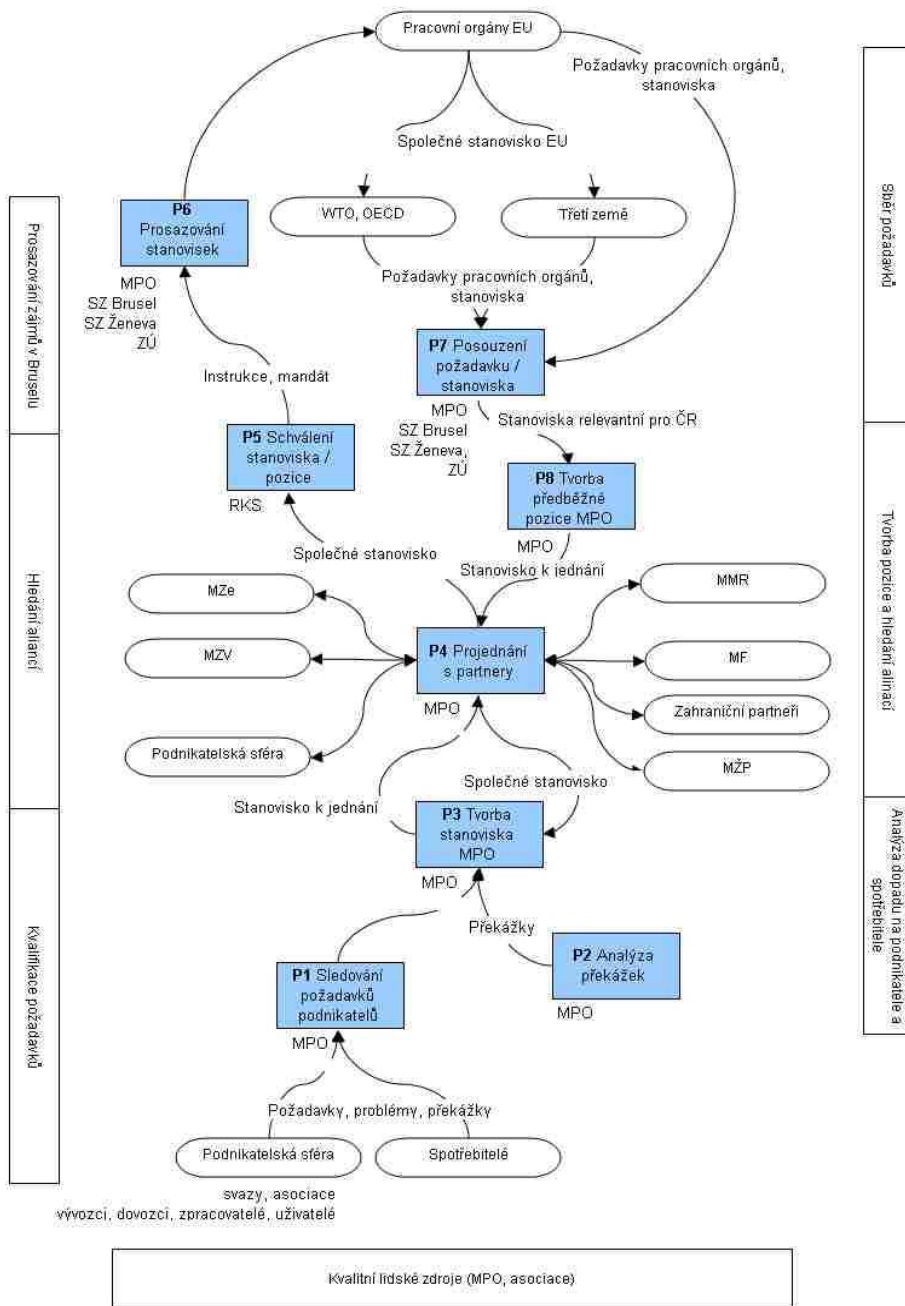 Pracovní orgány EU
Požadavky pracovních orgánů,
stanoviska
Společné stanovisko EU
WTO, OECD
Třetí země
P6
Prosazování
stanovisek
MPO
SZ Brusel
SZ Ženeva
ZÚ
Požadavky pracovních orgánů,
stanoviska
P7 Posouzení
požadavku /
stanoviska
MPO
SZ Brusel
SZ Ženeva,
ZÚ
Instrukce, mandát
Stanoviska relevantní pro ČR
P5 Schválení
stanoviska /
pozice
RKS
P8 Tvorba
předběžné
pozice MPO
MPO
Společné stanovisko
Stanovisko k jednání
MZe
MMR
MZV
P4 Projednání
s partnery
MPO
MF
Zahraniční partneři
Podnikatelská sféra
MŽP
Stanovisko k jednání
Společné stanovisko
P3 Tvorba
stanoviska
MPO
MPO
Překážky
P2 Analýza
překážek
MPO
P1 Sledování
požadavků
podnikatelů
MPO
Požadavky, problémy, překážky
Podnikatelská sféra
Spotřebitelé
svazy, asociace
vývozci, dovozci, zpracovatelé, uživatelé
Prosazování zájmů v Bruselu
Hledání aliancí
Kvalifikace požadavků
Sběr požadavků
Tvorba pozice a hledání alinací
Analýza dopadu na podnikatele a
spotřebitele
Kvalitní lidské zdroje (MPO, asociace)